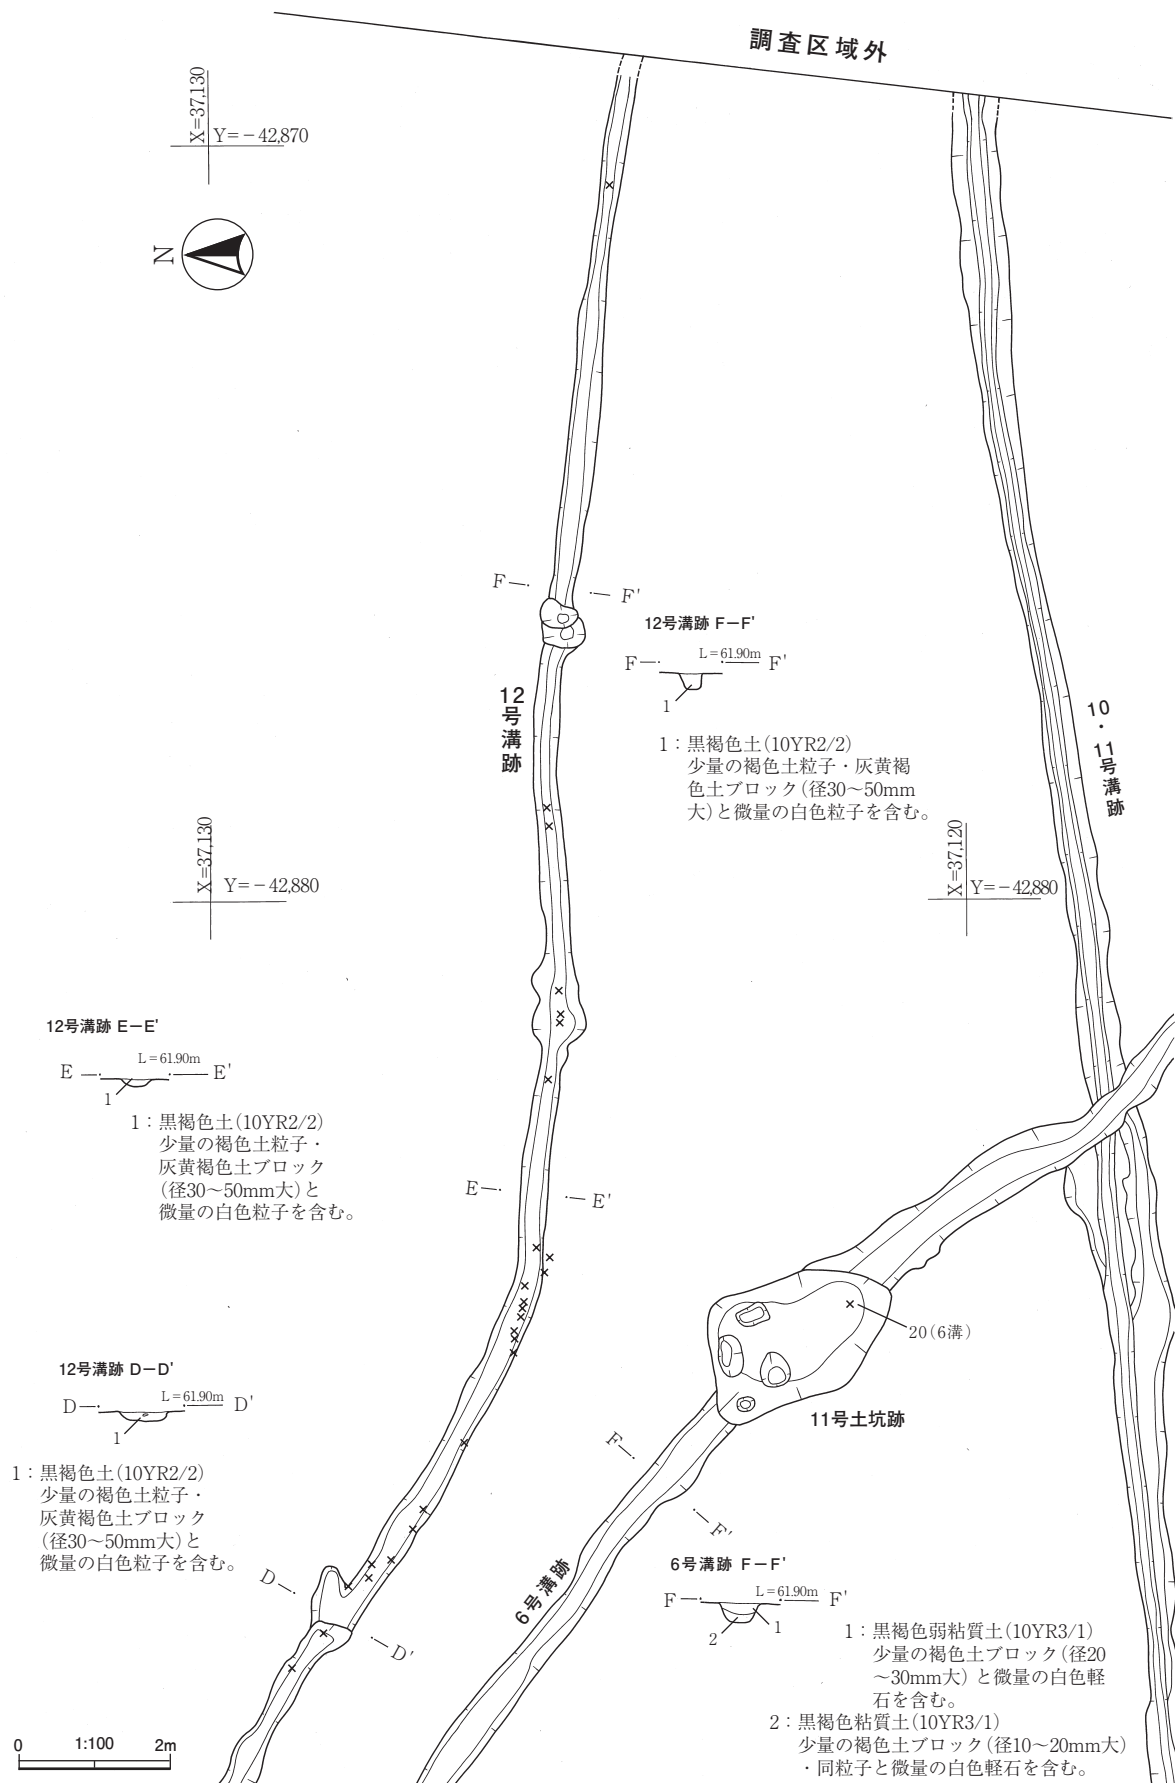 調査区域外
X=37,130
Y=−42,870
N
F
F'
12号溝跡 F−F'
F
L=61.90m
F'
1
12号溝跡
10・11号溝跡
1：黒褐色土(10YR2/2)
少量の褐色土粒子・灰黄褐
色土ブロック(径30〜50mm
大)と微量の白色粒子を含む。
X=37,130
Y=−42,880
X=37,120
Y=−42,880
12号溝跡 E−E'
E
L=61.90m
E'
1
1：黒褐色土(10YR2/2)
少量の褐色土粒子・
灰黄褐色土ブロック
(径30〜50mm大)と
微量の白色粒子を含む。
E
E'
20(6溝)
11号土坑跡
12号溝跡 D−D'
D
L=61.90m
D'
1
1：黒褐色土(10YR2/2)
少量の褐色土粒子・
灰黄褐色土ブロック
(径30〜50mm大)と
微量の白色粒子を含む。
D
D'
F
F'
6号溝跡
6号溝跡 F−F'
F
L=61.90m
F'
2
1
1：黒褐色弱粘質土(10YR3/1)
少量の褐色土ブロック(径20
〜30mm大) と微量の白色軽
石を含む。
2：黒褐色粘質土(10YR3/1)
少量の褐色土ブロック(径10〜20mm大)
・同粒子と微量の白色軽石を含む。
0 1:100 2m